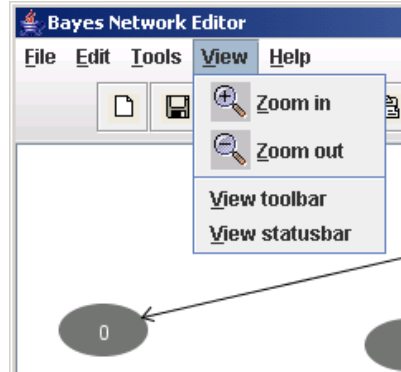 Bayes Network Editor
File Edit Tools View Help
Zoom in
Zoom out
View toolbar
View statusbar
0